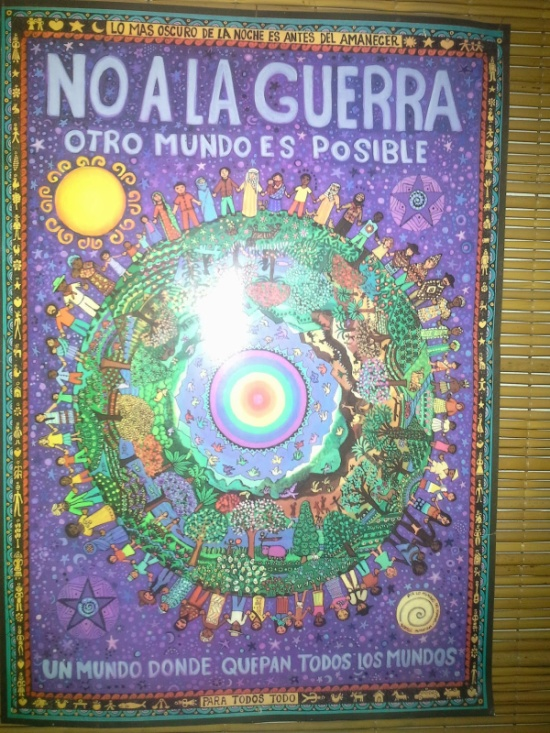 LO MAS OSCURO DE LA NOCHE ES ANTES DEL AMANECER
NO A LA GUERRA
OTRO MUNDO ES POSIBLE
UN MUNDO DONDE QUEPAN TODOS LOS MUNDOS
PARA TODOS TODO